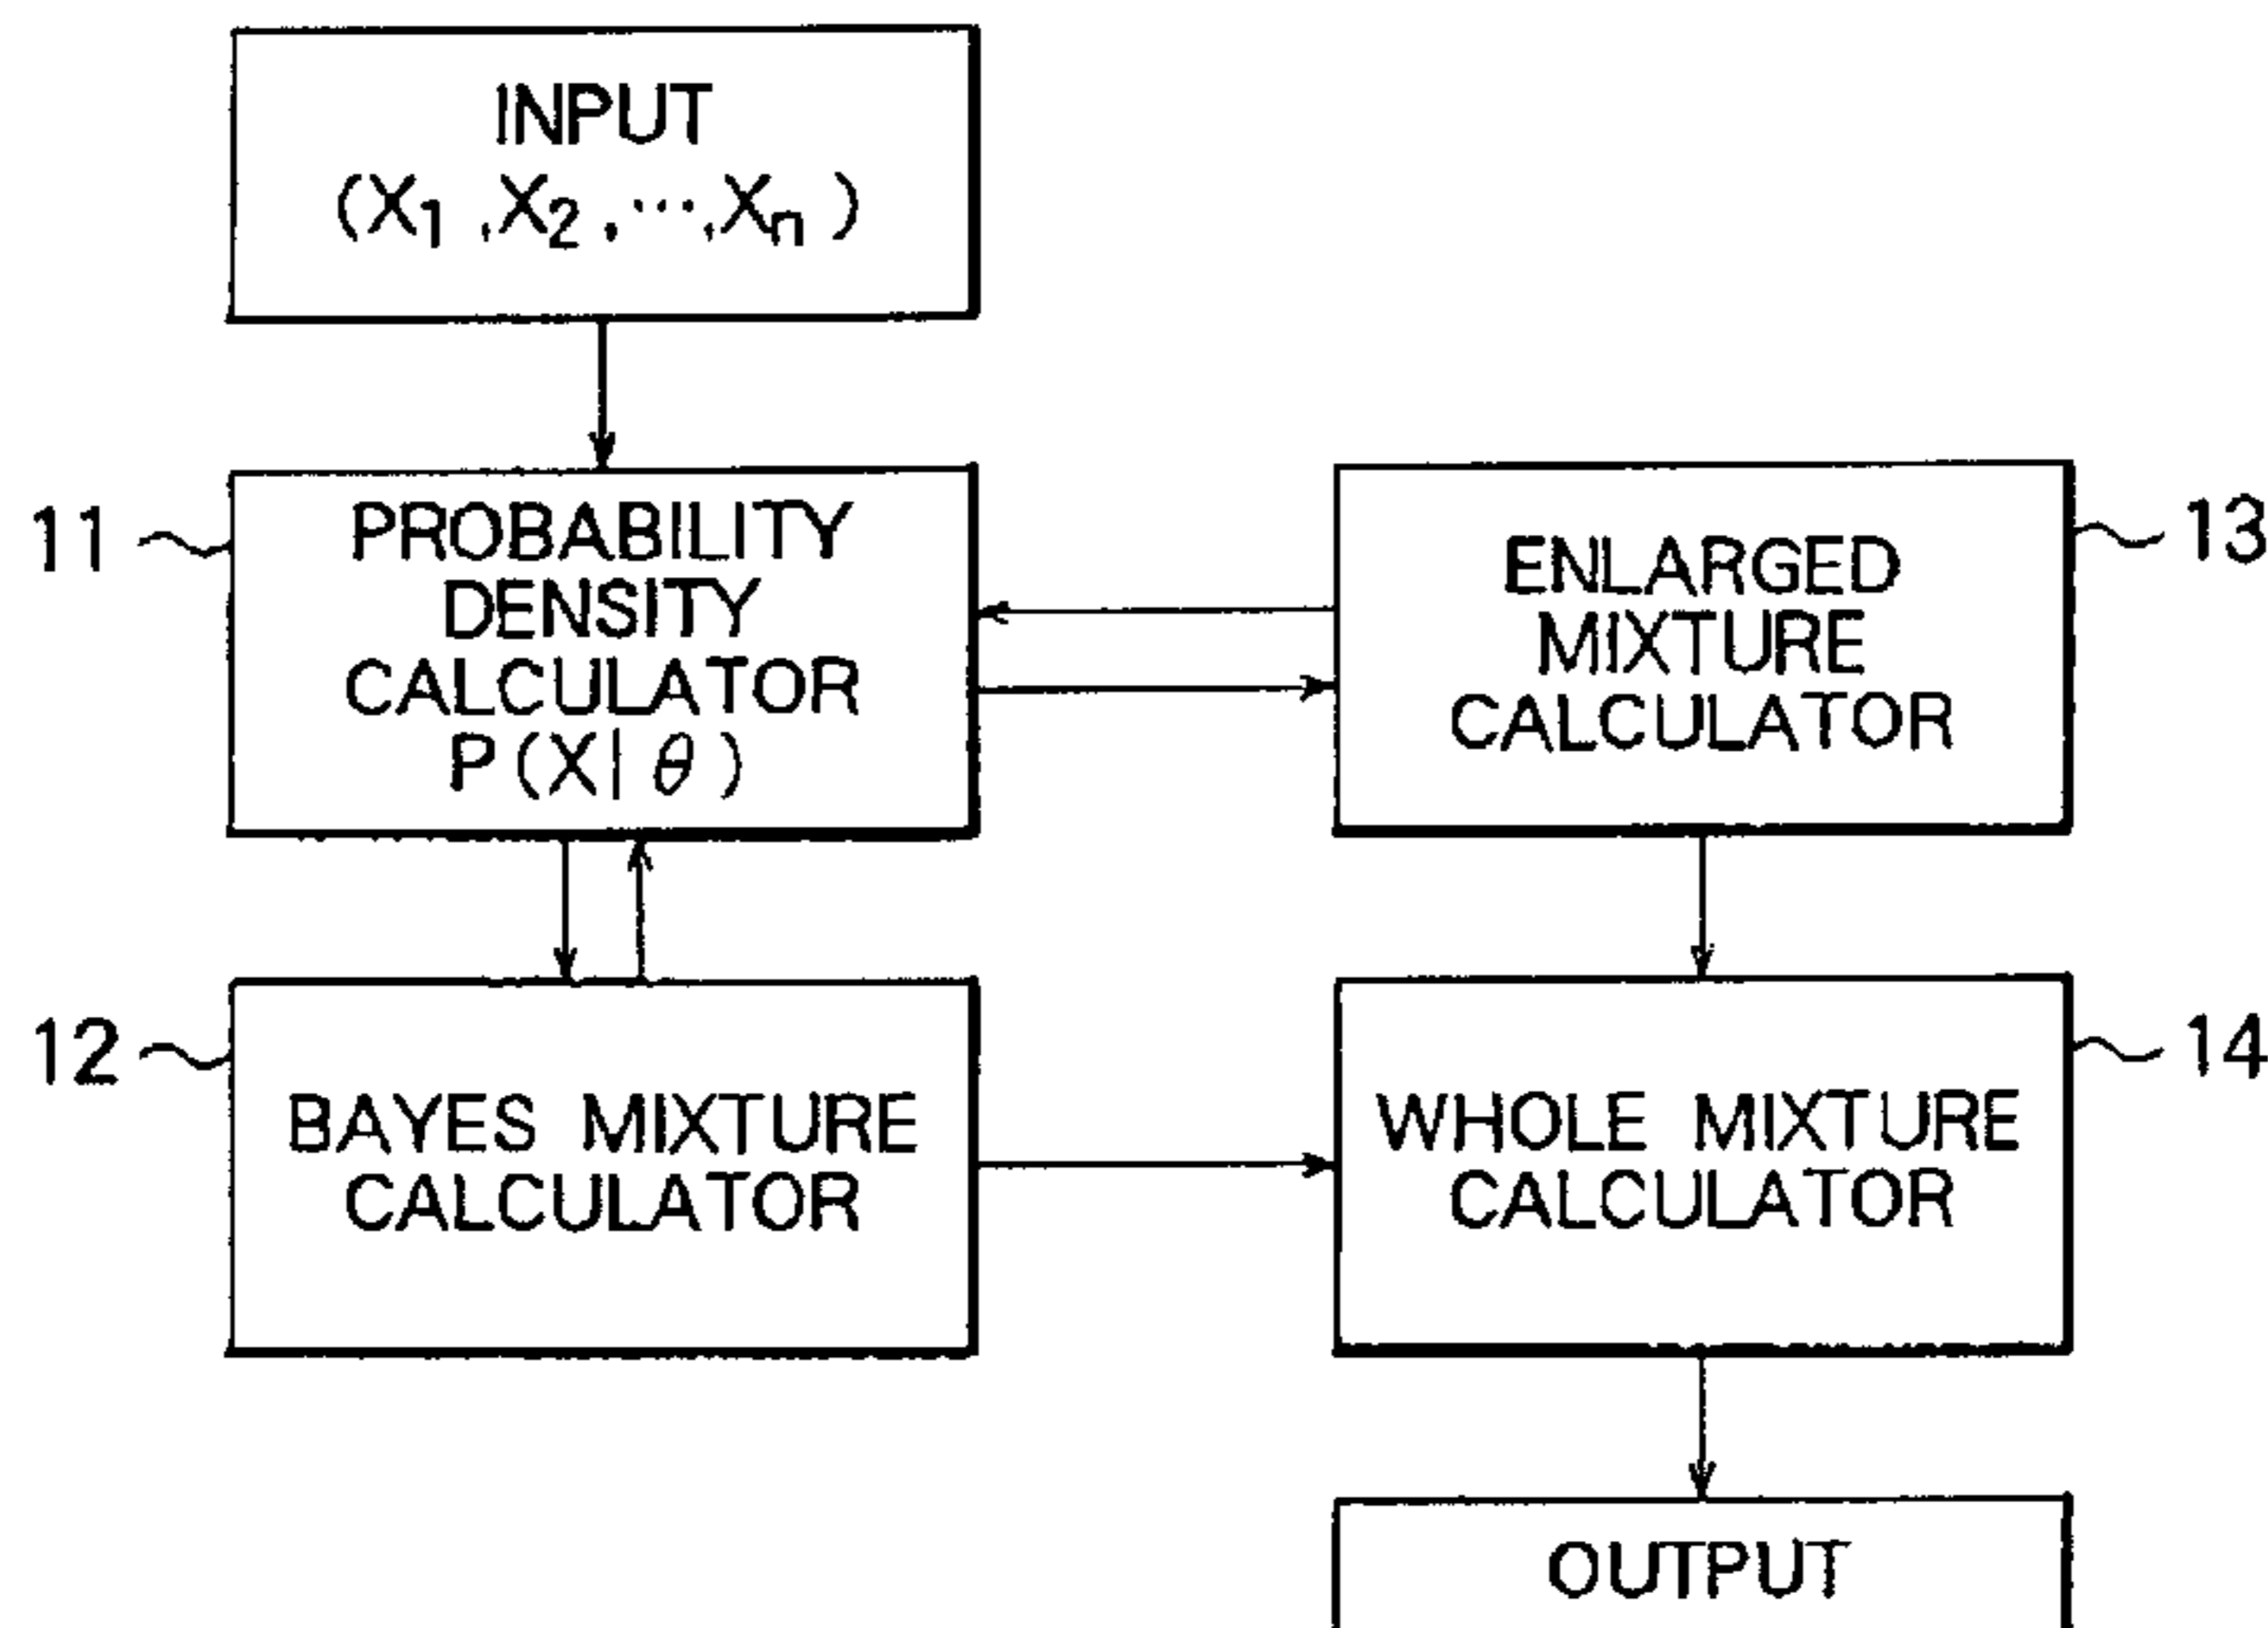 INPUT
(X1,X2,⋯,Xn)
11
PROBABILITY
DENSITY
CALCULATOR
P(X|θ)
ENLARGED
MIXTURE
CALCULATOR
13
12
BAYES MIXTURE
CALCULATOR
WHOLE MIXTURE
CALCULATOR
14
OUTPUT